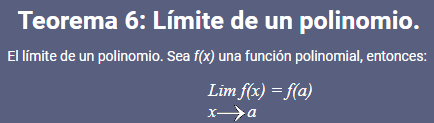 Teorema 6: Límite de un polinomio.
El límite de un polinomio. Sea f(x) una función polinomial, entonces:
Lim f(x) = f(a)
x⟶a